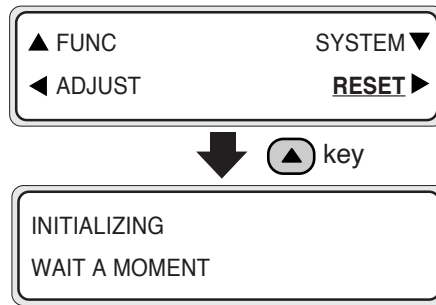 ▲ FUNC SYSTEM▼
◀ ADJUST RESET▶
▲ key
INITIALIZING
WAIT A MOMENT